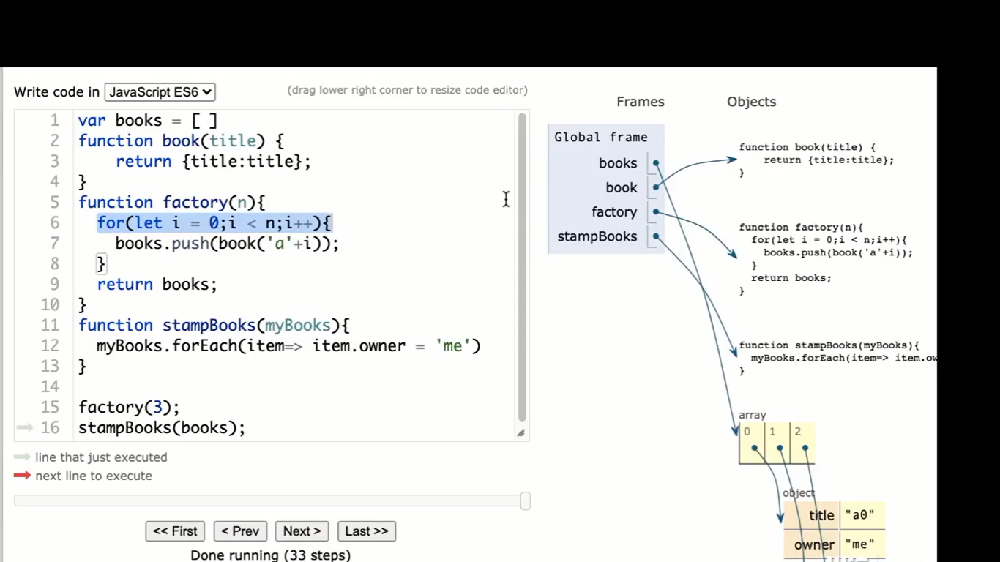 Write code in JavaScript ES6 (drag lower right corner to resize code editor)
1 var books = [ ]
2 function book(title) {
3     return {title:title};
4 }
5 function factory(n){
6   for(let i = 0;i < n;i++){
7     books.push(book('a'+i));
8   }
9   return books;
10 }
11 function stampBooks(myBooks){
12   myBooks.forEach(item=> item.owner = 'me')
13 }
14
15 factory(3);
16 stampBooks(books);
line that just executed
next line to execute
<< First < Prev Next > Last >>
Done running (33 steps)
Frames Objects
Global frame
books
book
factory
stampBooks
function book(title) {
    return {title:title};
}
function factory(n){
  for(let i = 0;i < n;i++){
    books.push(book('a'+i));
  }
  return books;
}
function stampBooks(myBooks){
  myBooks.forEach(item=> item.ow
}
array
0 1 2
object
title "a0"
owner "me"